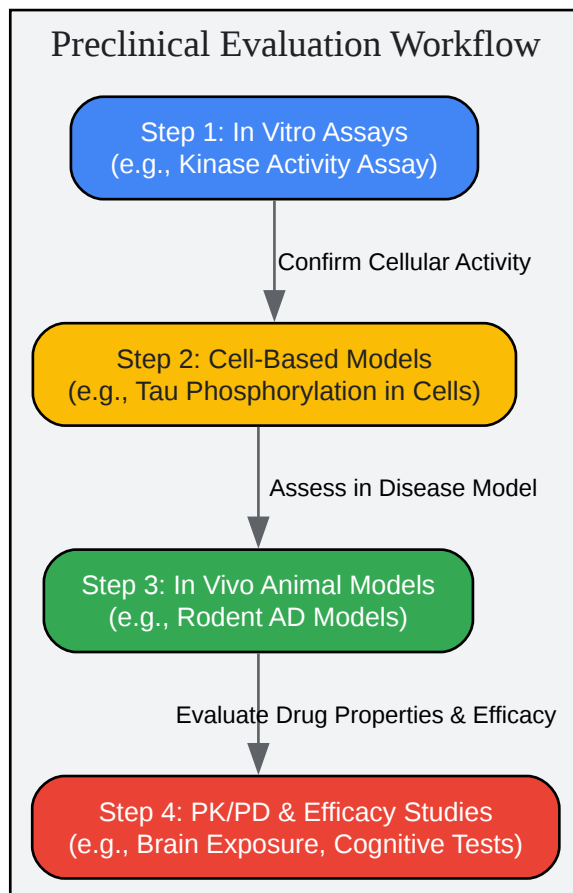 Preclinical Evaluation Workflow
Step 1: In Vitro Assays
(e.g., Kinase Activity Assay)
Confirm Cellular Activity
Step 2: Cell-Based Models
(e.g., Tau Phosphorylation in Cells)
Assess in Disease Model
Step 3: In Vivo Animal Models
(e.g., Rodent AD Models)
Evaluate Drug Properties & Efficacy
Step 4: PK/PD & Efficacy Studies
(e.g., Brain Exposure, Cognitive Tests)